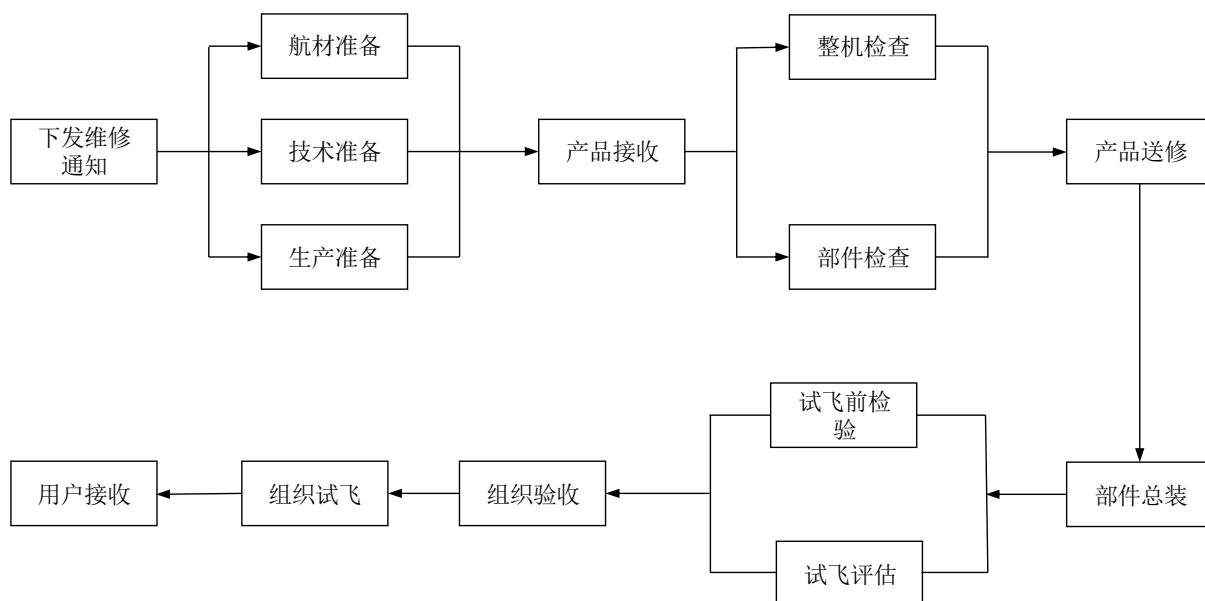 航材准备
整机检查
下发维修
通知
技术准备
产品接收
产品送修
生产准备
部件检查
试飞前检
验
用户接收
组织试飞
组织验收
部件总装
试飞评估